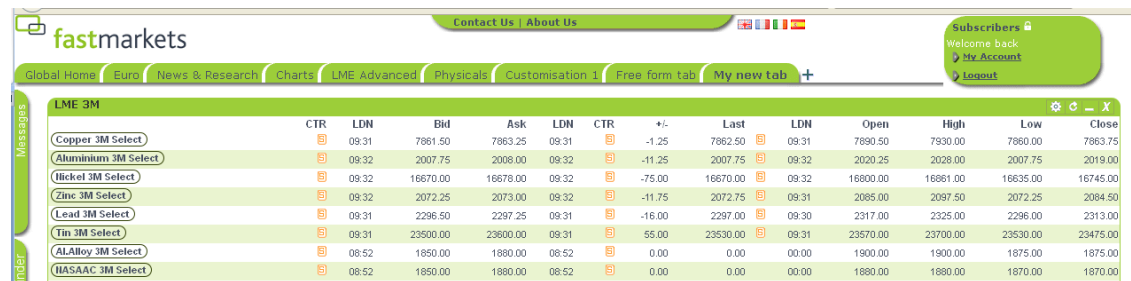 Contact Us | About Us
fastmarkets
Subscribers
Welcome back
My Account
Logout
Global Home Euro News & Research Charts LME Advanced Physicals Customisation 1 Free form tab My new tab +
Messages
LME 3M
CTR LDN Bid Ask LDN CTR +/- Last LDN Open High Low Close
Copper 3M Select 09:31 7861.50 7863.25 09:31 -1.25 7862.50 09:31 7890.50 7930.00 7860.00 7863.75
Aluminium 3M Select 09:32 2007.75 2008.00 09:32 -11.25 2007.75 09:32 2020.25 2028.00 2007.75 2019.00
Nickel 3M Select 09:32 16670.00 16678.00 09:32 -75.00 16670.00 09:32 16800.00 16861.00 16635.00 16745.00
Zinc 3M Select 09:32 2072.25 2073.00 09:32 -11.75 2072.75 09:31 2085.00 2097.50 2072.25 2084.50
Lead 3M Select 09:31 2296.50 2297.25 09:31 -16.00 2297.00 09:30 2317.00 2325.00 2296.00 2313.00
Tin 3M Select 09:31 23500.00 23600.00 09:31 55.00 23530.00 09:31 23570.00 23700.00 23530.00 23475.00
Al.Alloy 3M Select 08:52 1850.00 1880.00 08:52 0.00 0.00 00:00 1900.00 1900.00 1875.00 1875.00
NASAAC 3M Select 08:52 1850.00 1880.00 08:52 0.00 0.00 00:00 1880.00 1880.00 1870.00 1870.00